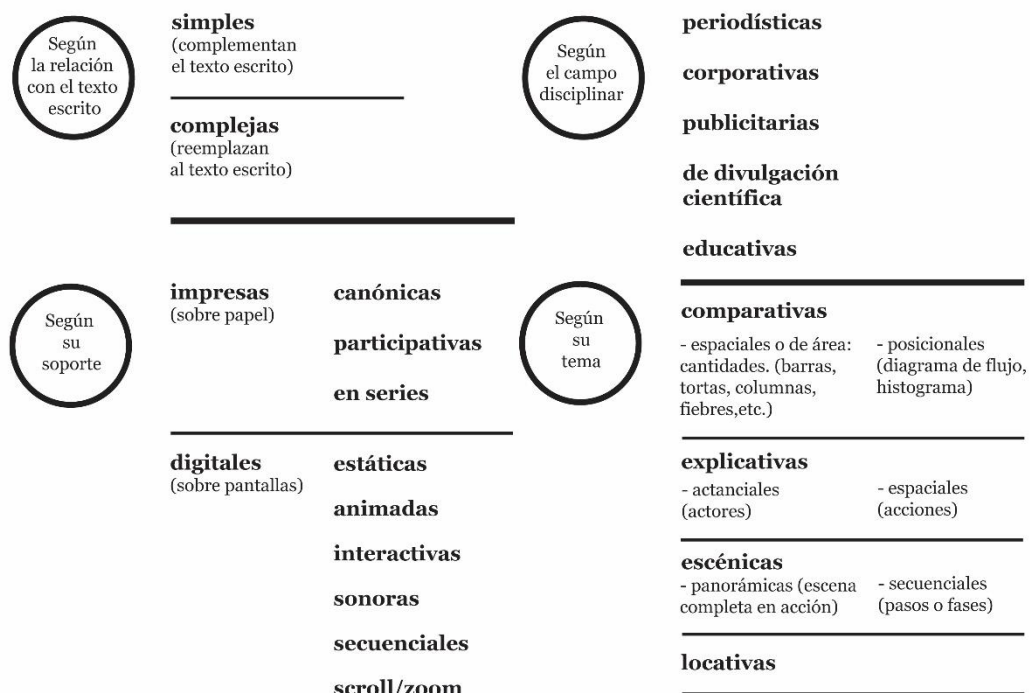 Según
la relación
con el texto
escrito
simples
(complementan
el texto escrito)
complejas
(reemplazan
al texto escrito)
Según
el campo
disciplinar
periodísticas
corporativas
publicitarias
de divulgación
científica
educativas
Según
su
soporte
impresas
(sobre papel)
canónicas
participativas
en series
digitales
(sobre pantallas)
estáticas
animadas
interactivas
sonoras
secuenciales
scroll/zoom
Según
su
tema
comparativas
- espaciales o de área:
cantidades. (barras,
tortas, columnas,
fiebres,etc.)
- posicionales
(diagrama de flujo,
histograma)
explicativas
- actanciales
(actores)
- espaciales
(acciones)
escénicas
- panorámicas (escena
completa en acción)
- secuenciales
(pasos o fases)
locativas